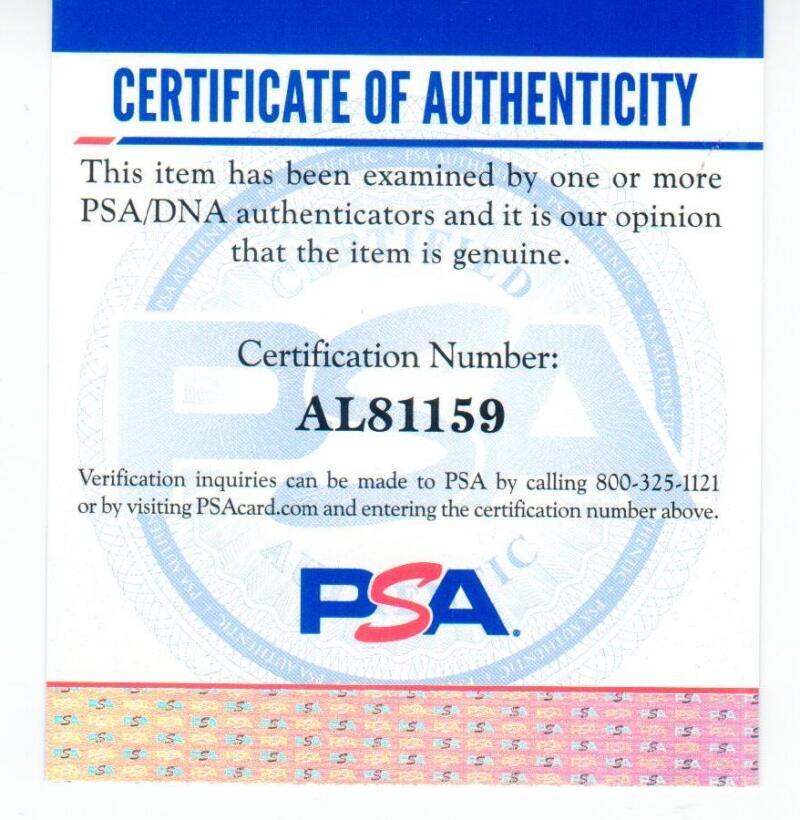 CERTIFICATE OF AUTHENTICITY
This item has been examined by one or more
PSA/DNA authenticators and it is our opinion
that the item is genuine.
CERTIFIED
PSA
Certification Number:
AL81159
Verification inquiries can be made to PSA by calling 800-325-1121
or by visiting PSAcard.com and entering the certification number above.
PSA